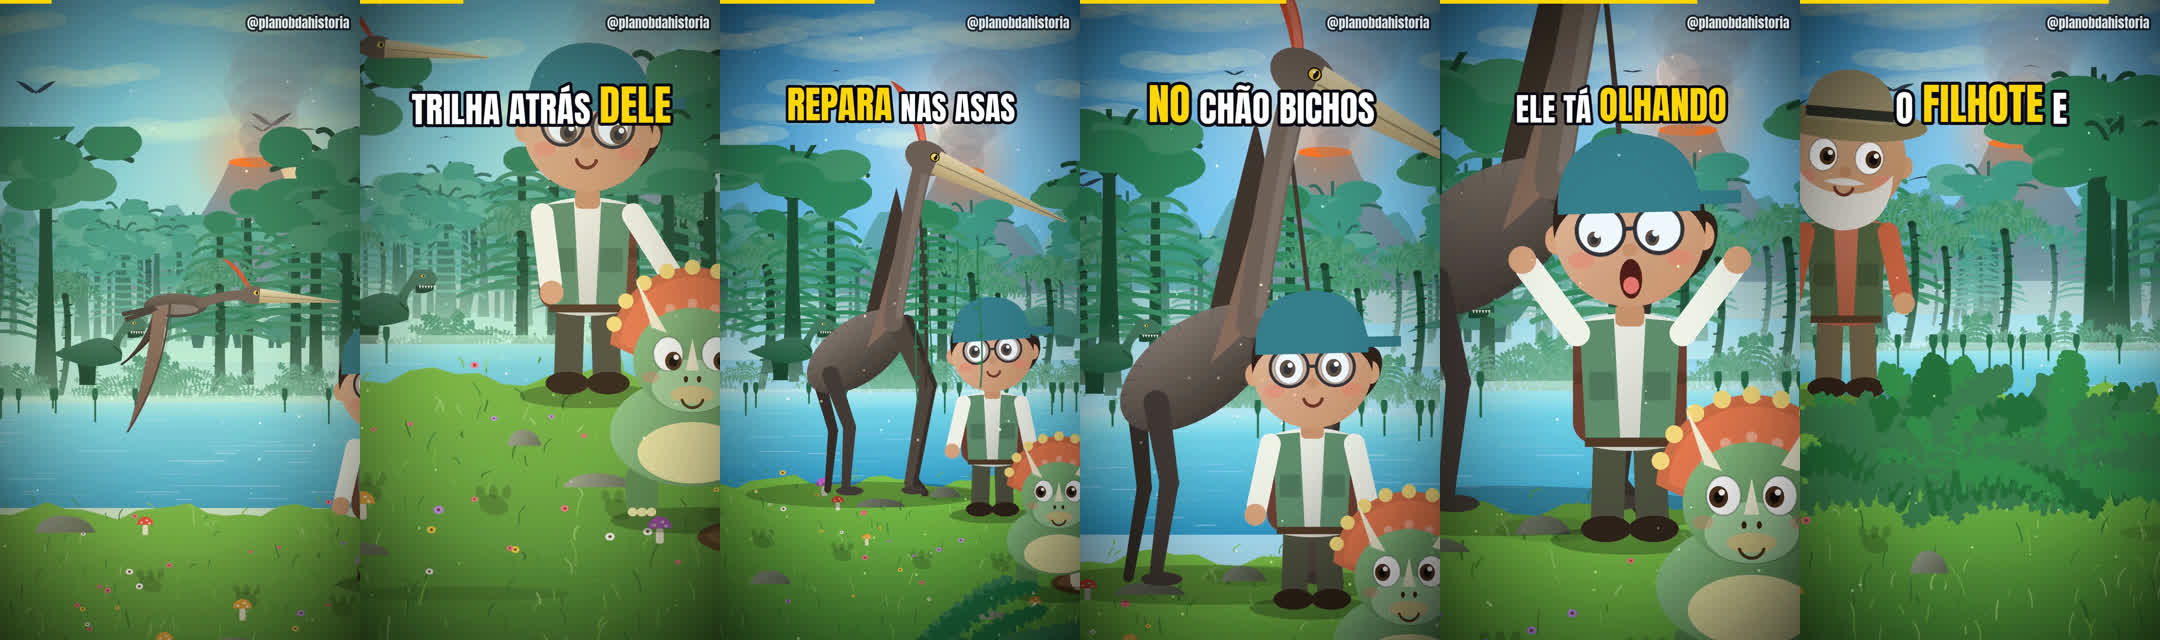 @planobdahistoria
@planobdahistoria
TRILHA ATRÁS DELE
@planobdahistoria
REPARA NAS ASAS
@planobdahistoria
NO CHÃO BICHOS
@planobdahistoria
ELE TÁ OLHANDO
@planobdahistoria
O FILHOTE E